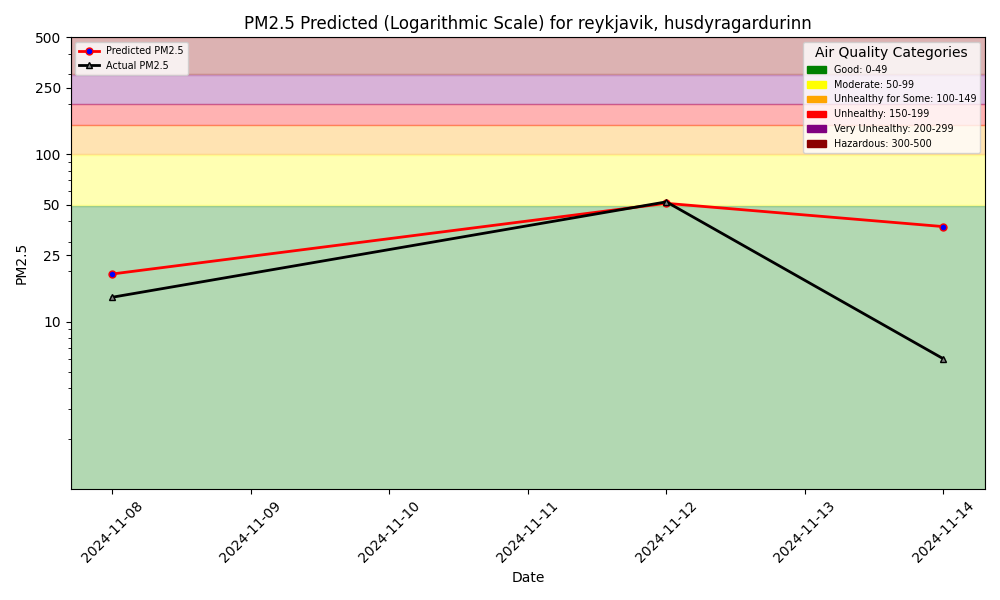 PM2.5 Predicted (Logarithmic Scale) for reykjavik, husdyragardurinn
Predicted PM2.5
Actual PM2.5
Air Quality Categories
Good: 0-49
Moderate: 50-99
Unhealthy for Some: 100-149
Unhealthy: 150-199
Very Unhealthy: 200-299
Hazardous: 300-500
500
250
100
50
25
10
PM2.5
2024-11-08
2024-11-09
2024-11-10
2024-11-11
2024-11-12
2024-11-13
2024-11-14
Date